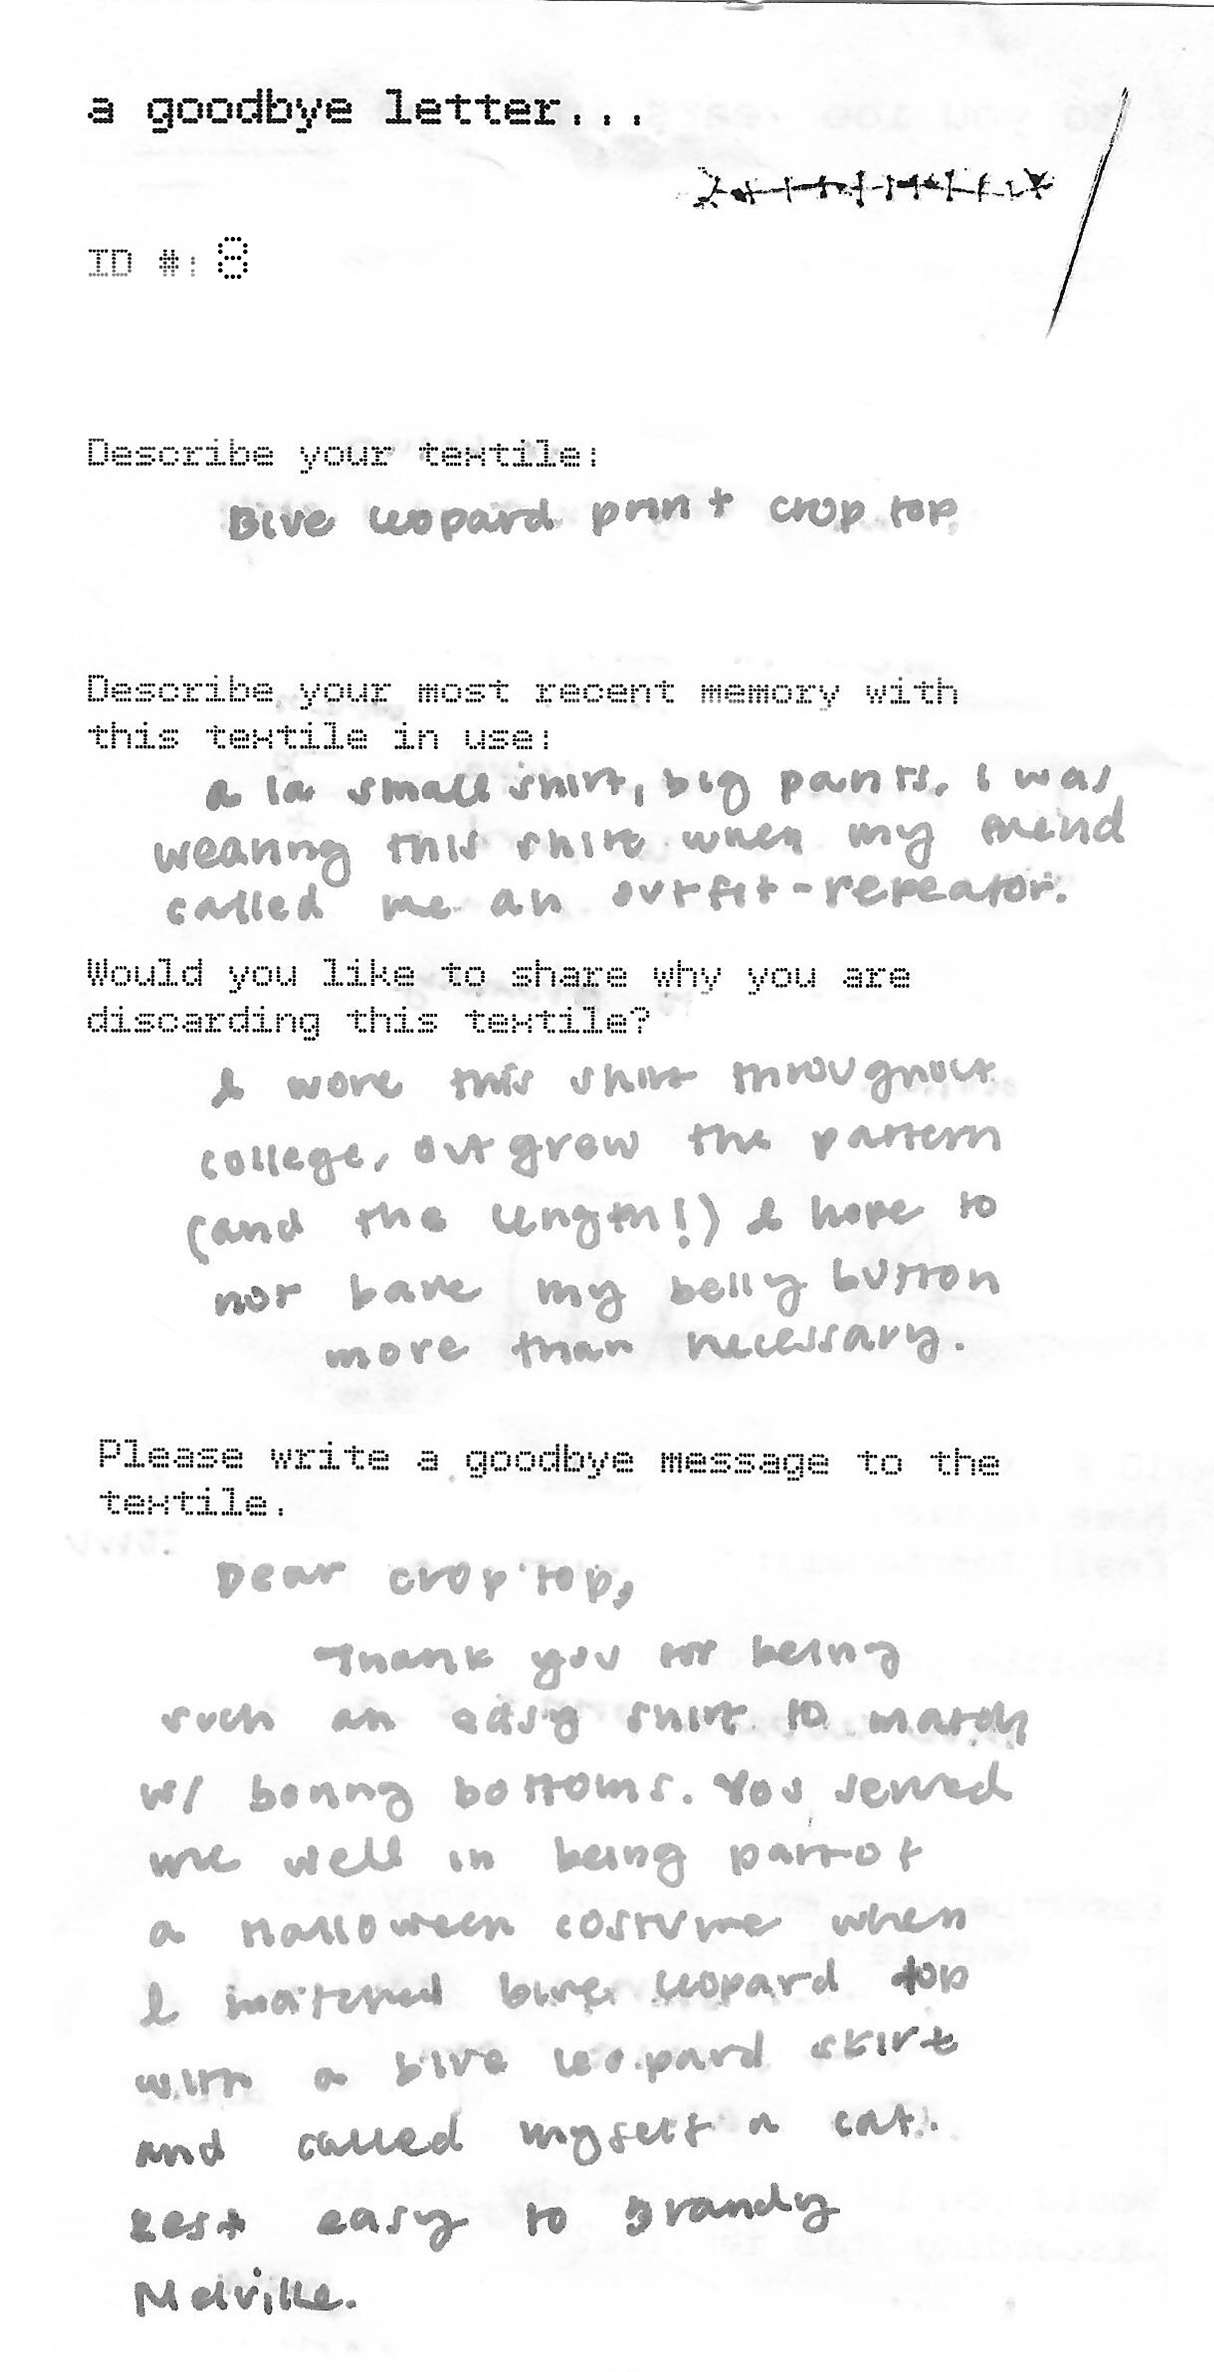 a goodbye letter...
ID #: 8
Describe your textile:
Blue leopard print crop top
Describe your most recent memory with
this textile in use:
a la small shirt, big pants. I was
wearing this shirt when my friend
called me an outfit-repeator.
Would you like to share why you are
discarding this textile?
I wore this shirt throughout
college, outgrew the pattern
(and the length!) I hope to
not bare my belly button
more than necessary.
Please write a goodbye message to the
textile.
Dear crop top,
Thank you for being
such an easy shirt to match
w/ boring bottoms. You served
me well in being part of
a Halloween costume when
I matched blue leopard top
with a blue leopard skirt
and called myself a cat.
Rest easy to Brandy
Melville.